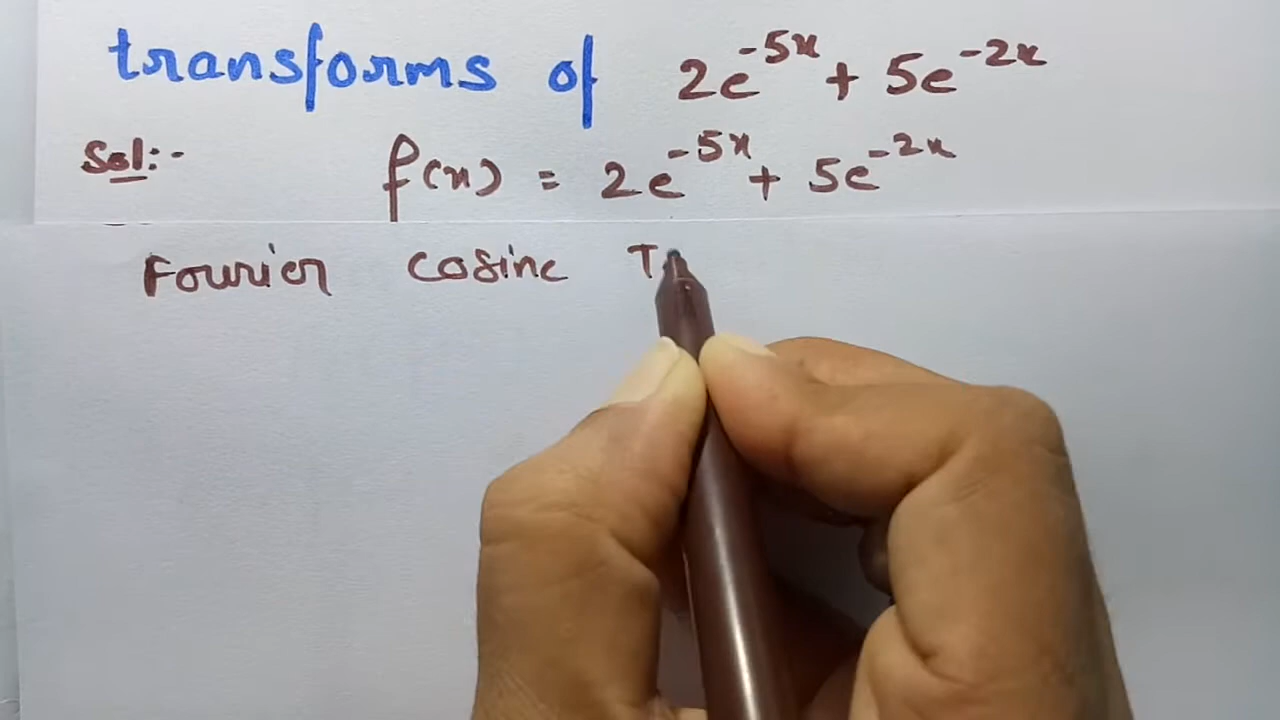 transforms of 2e^{-5x} + 5e^{-2x}
Sol:- f(x) = 2e^{-5x} + 5e^{-2x}
Fourier cosine T